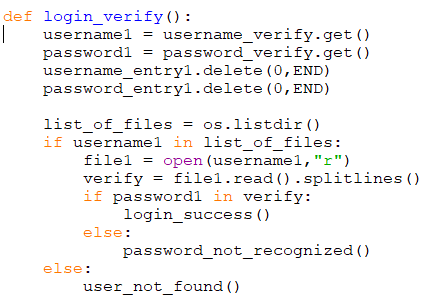 def login_verify():
    username1 = username_verify.get()
    password1 = password_verify.get()
    username_entry1.delete(0,END)
    password_entry1.delete(0,END)

    list_of_files = os.listdir()
    if username1 in list_of_files:
        file1 = open(username1,"r")
        verify = file1.read().splitlines()
        if password1 in verify:
            login_success()
        else:
            password_not_recognized()
    else:
        user_not_found()